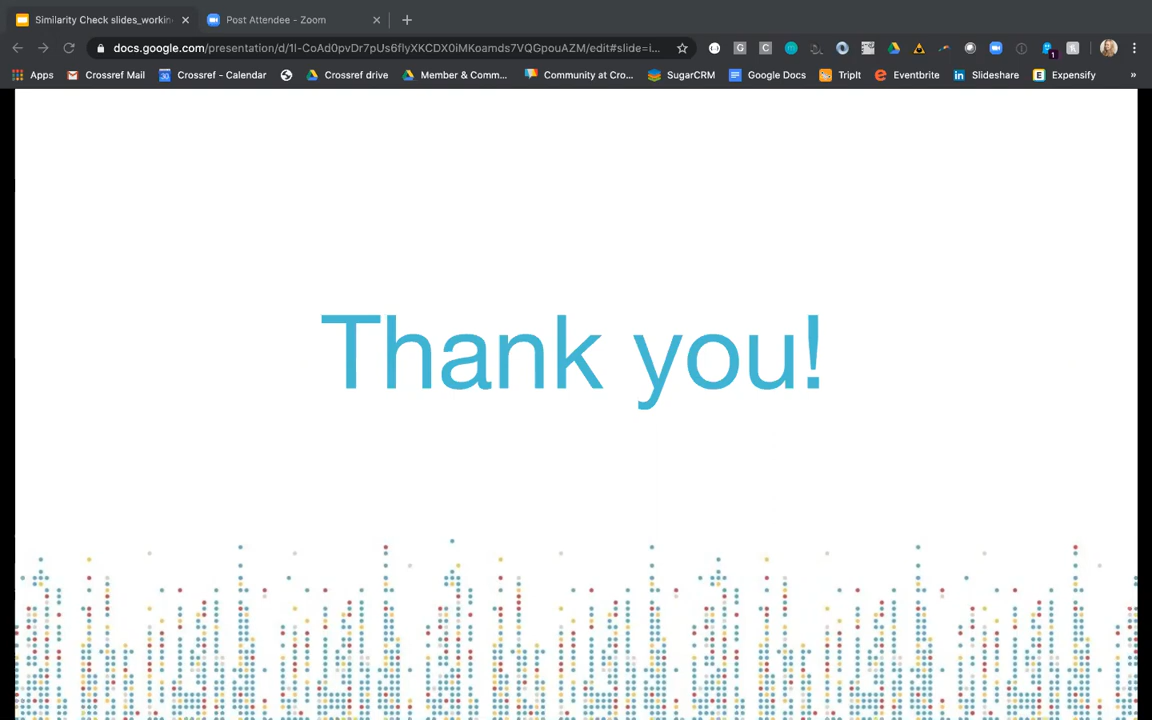 Similarity Check slides_workin
Post Attendee - Zoom
docs.google.com/presentation/d/1I-CoAd0pvDr7pUs6fIyXKCDX0iMKoamds7VQGpouAZM/edit#slide=i...
Apps
Crossref Mail
Crossref - Calendar
Crossref drive
Member & Comm...
Community at Cro...
SugarCRM
Google Docs
TripIt
Eventbrite
Slideshare
Expensify
Thank you!